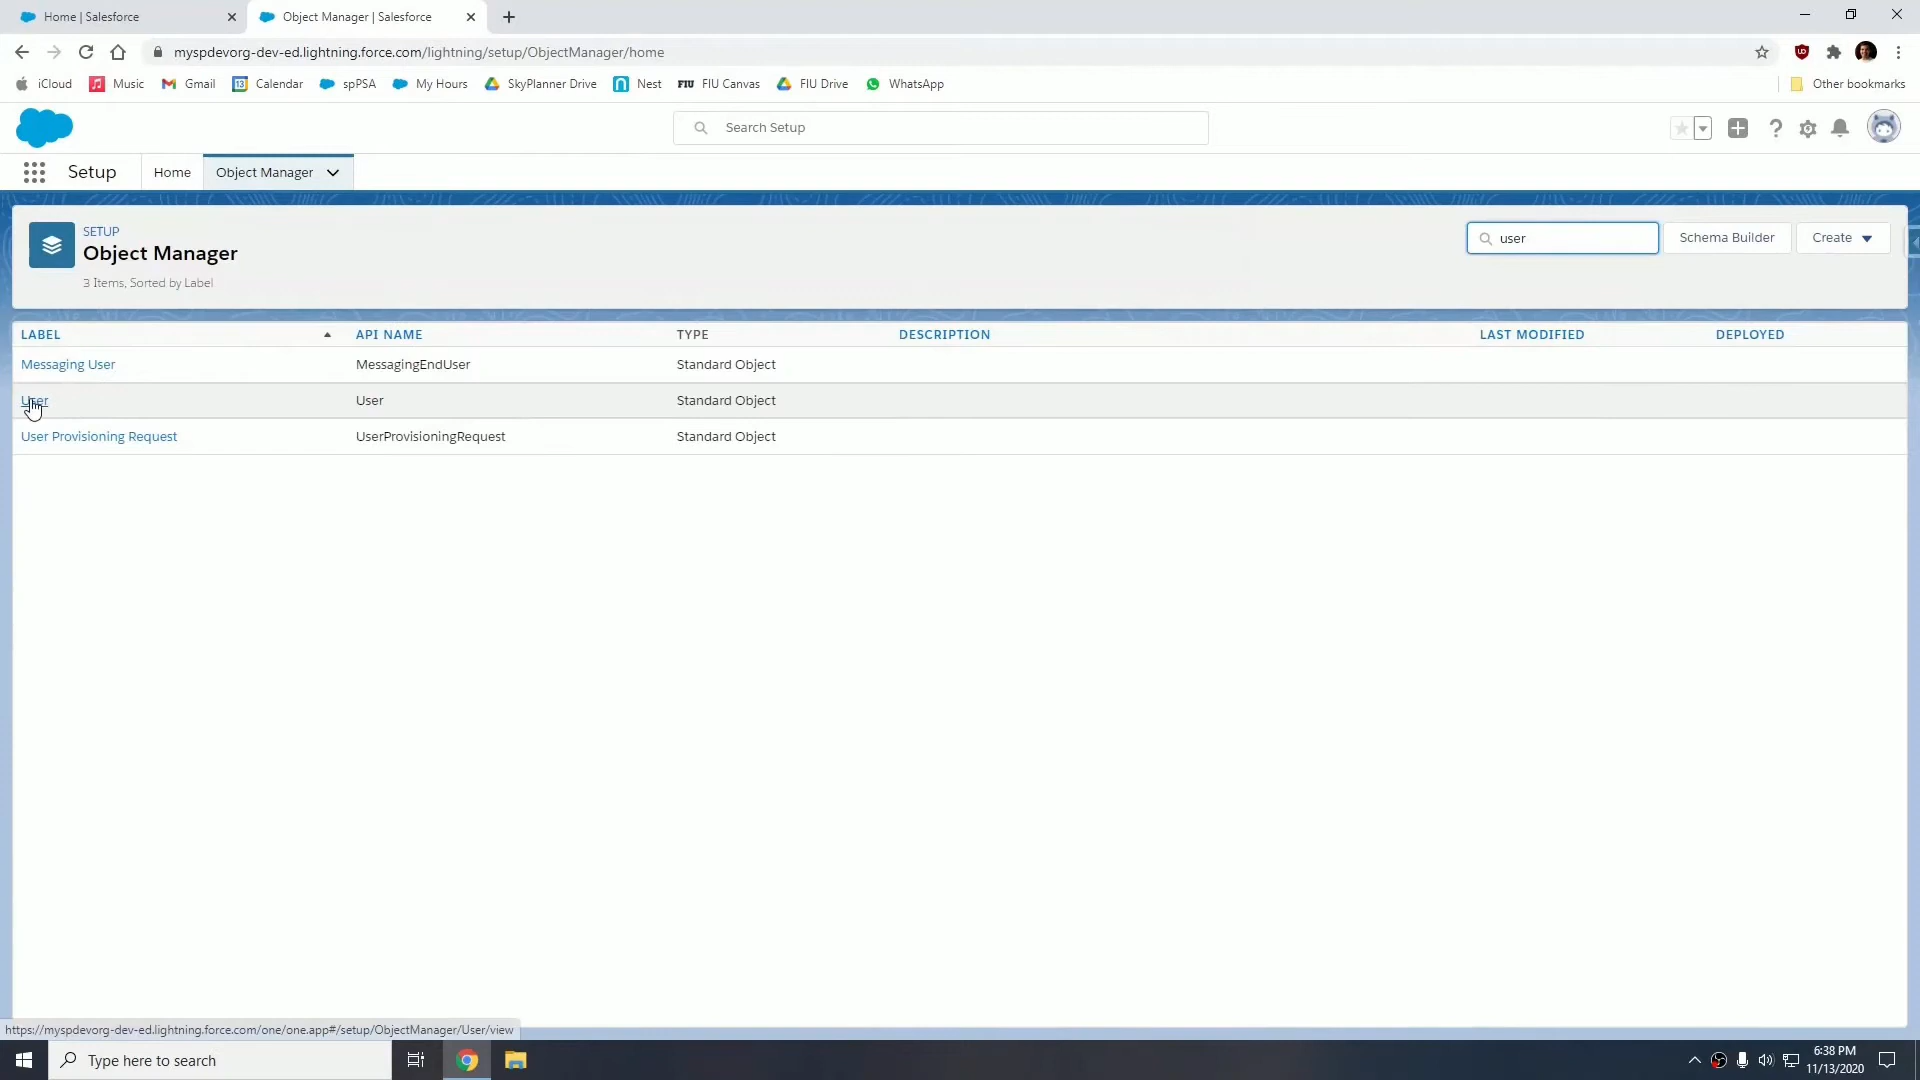 Home | Salesforce
Object Manager | Salesforce
myspdevorg-dev-ed.lightning.force.com/lightning/setup/ObjectManager/home
iCloud Music Gmail 13 Calendar spPSA My Hours SkyPlanner Drive Nest FIU FIU Canvas FIU Drive WhatsApp Other bookmarks
Search Setup
Setup Home Object Manager
SETUP
Object Manager
3 Items, Sorted by Label
user
Schema Builder
Create
LABEL API NAME TYPE DESCRIPTION LAST MODIFIED DEPLOYED
Messaging User MessagingEndUser Standard Object
User User Standard Object
User Provisioning Request UserProvisioningRequest Standard Object
https://myspdevorg-dev-ed.lightning.force.com/one/one.app#/setup/ObjectManager/User/view
Type here to search
6:38 PM
11/13/2020